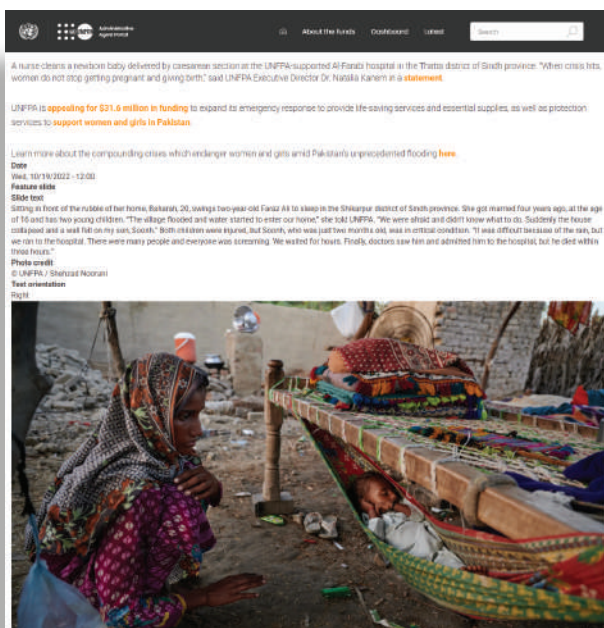 UNFPA
Administrative
Agent Portal
About the funds Dashboard Latest Search
A nurse cleans a newborn baby delivered by caesarean section at the UNFPA-supported Al-Farabi hospital in the Thatta district of Sindh province. "When crisis hits,
women do not stop getting pregnant and giving birth," said UNFPA Executive Director Dr. Natalia Kanem in a statement.
UNFPA is appealing for $31.6 million in funding to expand its emergency response to provide life-saving services and essential supplies, as well as protection
services to support women and girls in Pakistan.
Learn more about the compounding crises which endanger women and girls amid Pakistan's unprecedented flooding here.
Date
Wed, 10/19/2022 - 12:00
Feature slide
Slide text
Sitting in front of the rubble of her home, 20, swings two-year-old Faraz Ali to sleep in the Shikarpur district of Sindh province. She got married four years ago, at the age
of 16 and has two young children. "The village flooded and water started to enter our home," she told UNFPA. "We were afraid and didn't know what to do. Suddenly the house
collapsed and a wall fell on my son, Soonh." Both children were injured, but Soonh, who was just two months old, was in critical condition. "It was difficult because of the rain, but
we ran to the hospital. There were many people and everyone was screaming. We waited for hours. Finally, doctors saw him and admitted him to the hospital, but he died within
three hours."
Photo credit
© UNFPA / Shehzad Noorani
Text orientation
Right